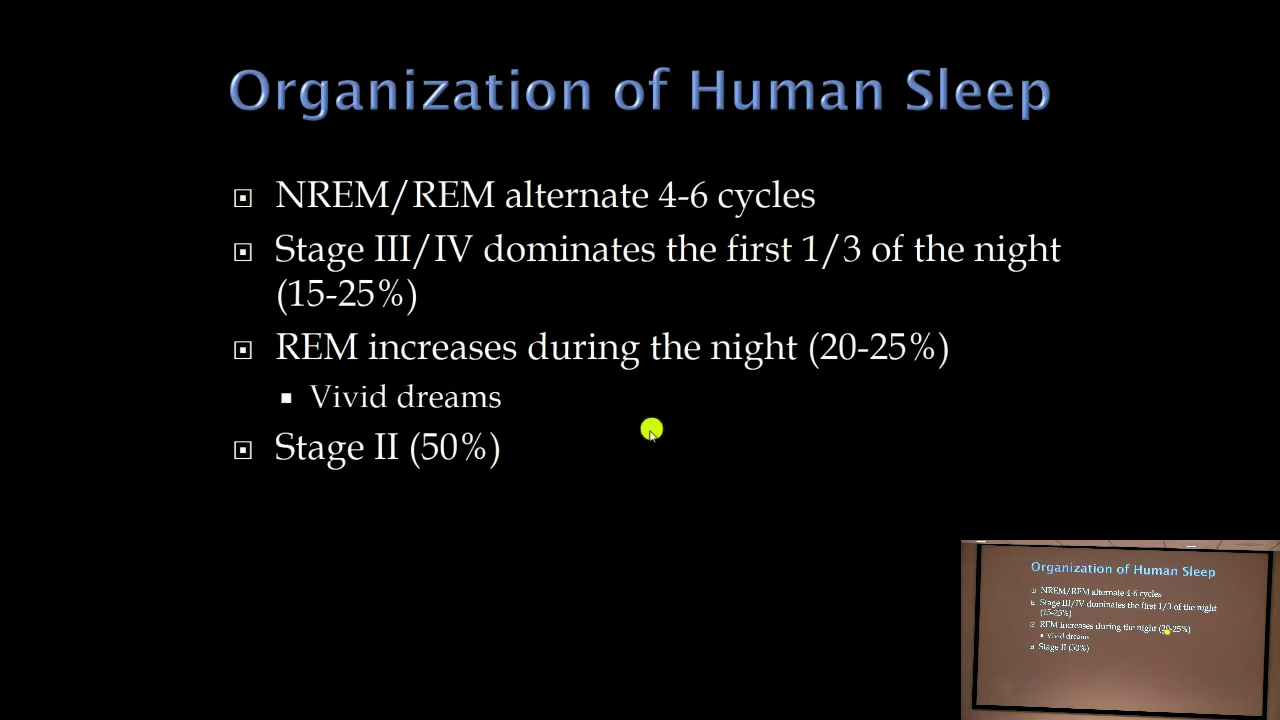 Organization of Human Sleep
NREM/REM alternate 4-6 cycles
Stage III/IV dominates the first 1/3 of the night
(15-25%)
REM increases during the night (20-25%)
Vivid dreams
Stage II (50%)
Organization of Human Sleep
NREM/REM alternate 4-6 cycles
Stage III/IV dominates the first 1/3 of the night
(15-25%)
REM increases during the night (20-25%)
Vivid dreams
Stage II (50%)